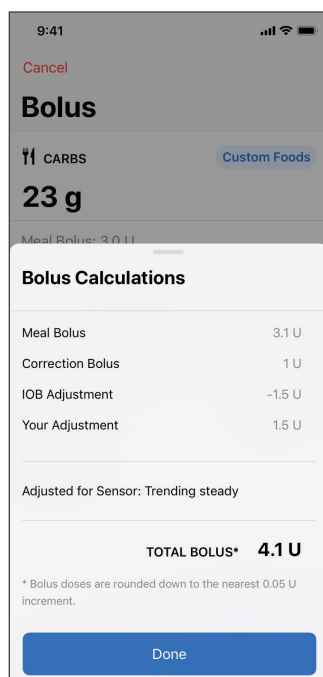 9:41
Cancel
Bolus
CARBS
Custom Foods
23 g
Meal Bolus: 3.0 U
Bolus Calculations
Meal Bolus 3.1 U
Correction Bolus 1 U
IOB Adjustment -1.5 U
Your Adjustment 1.5 U
Adjusted for Sensor: Trending steady
TOTAL BOLUS* 4.1 U
* Bolus doses are rounded down to the nearest 0.05 U
increment.
Done